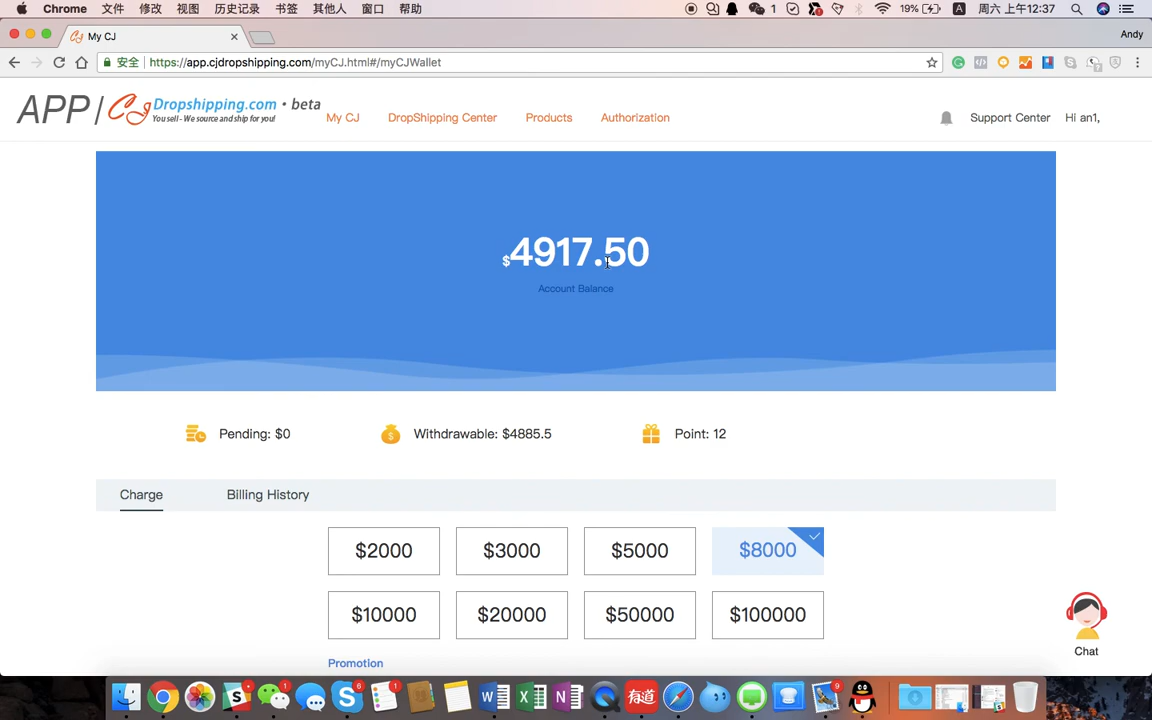 Chrome 文件 修改 视图 历史记录 书签 其他人 窗口 帮助 1 19% A 周六 上午12:37
My CJ Andy
安全 https://app.cjdropshipping.com/myCJ.html#/myCJWallet
APP / CJ Dropshipping.com • beta
You sell - We source and ship for you!
My CJ DropShipping Center Products Authorization Support Center Hi an1,
$4917.50
Account Balance
Pending: $0 Withdrawable: $4885.5 Point: 12
Charge Billing History
$2000 $3000 $5000 $8000
$10000 $20000 $50000 $100000
Promotion
Chat
有道